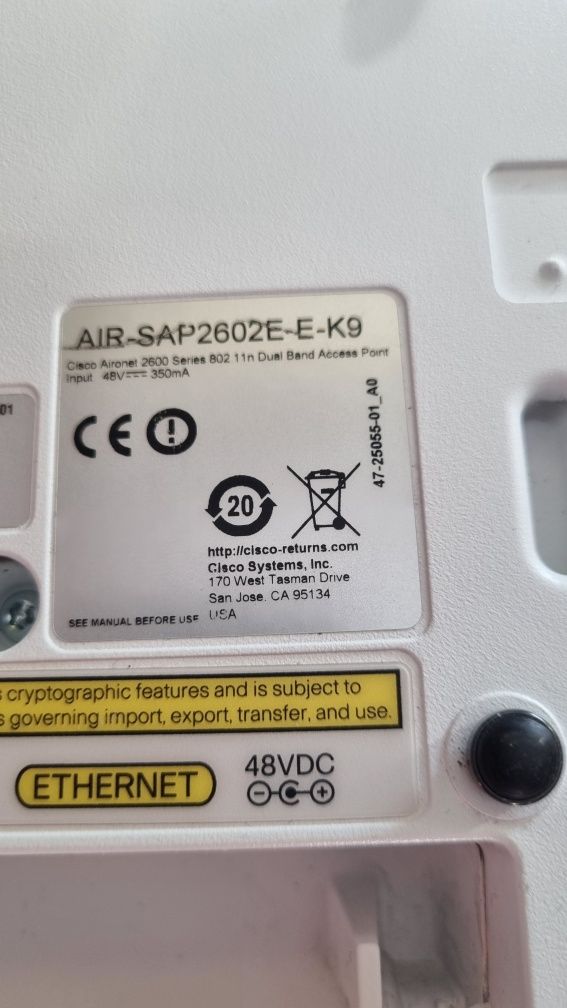 AIR-SAP2602E-E-K9
Cisco Aironet 2600 Series 802 11n Dual Band Access Point
Input 48V 350mA
01
CE
47-25055-01_A0
20
http://cisco-returns.com
Cisco Systems, Inc.
170 West Tasman Drive
San Jose, CA 95134
SEE MANUAL BEFORE USE USA
cryptographic features and is subject to
governing import, export, transfer, and use.
ETHERNET
48VDC